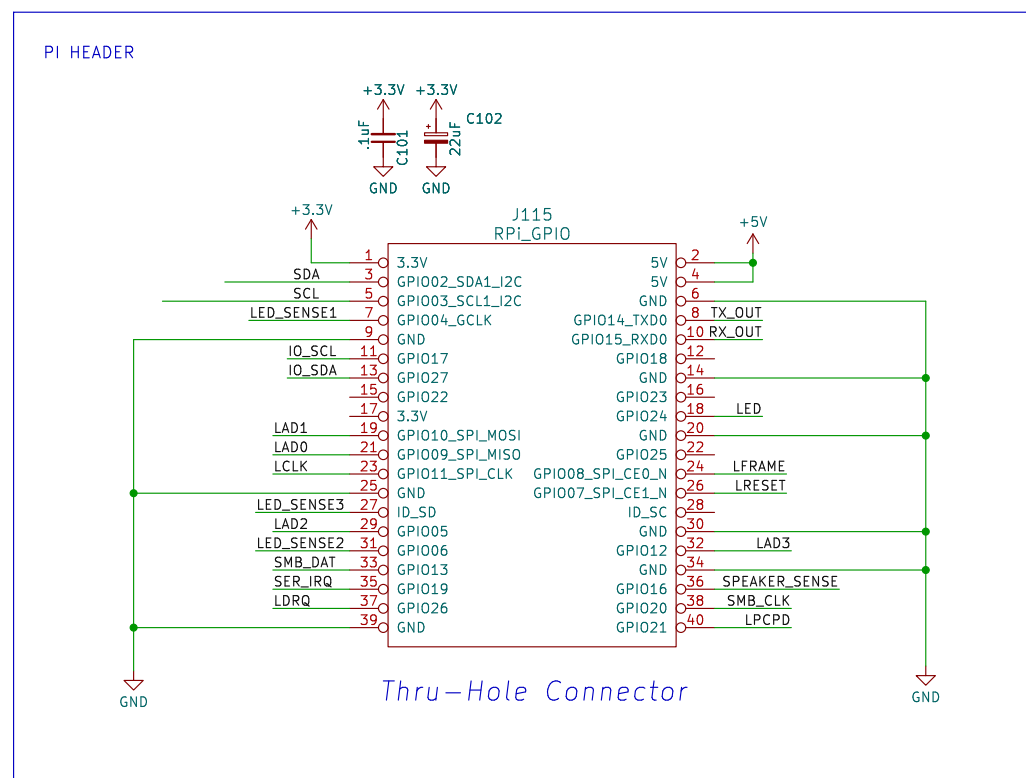 PI HEADER
+3.3V +3.3V
.1uF C101 22uF C102
GND GND
+3.3V J115 +5V
RPi_GPIO
1 3.3V 5V 2
SDA 3 GPIO02_SDA1_I2C 5V 4
SCL 5 GPIO03_SCL1_I2C GND 6
LED_SENSE1 7 GPIO04_GCLK GPIO14_TXD0 8 TX_OUT
9 GND GPIO15_RXD0 10 RX_OUT
IO_SCL 11 GPIO17 GPIO18 12
IO_SDA 13 GPIO27 GND 14
15 GPIO22 GPIO23 16
17 3.3V GPIO24 18 LED
LAD1 19 GPIO10_SPI_MOSI GND 20
LAD0 21 GPIO09_SPI_MISO GPIO25 22
LCLK 23 GPIO11_SPI_CLK GPIO08_SPI_CE0_N 24 LFRAME
25 GND GPIO07_SPI_CE1_N 26 LRESET
LED_SENSE3 27 ID_SD ID_SC 28
LAD2 29 GPIO05 GND 30
LED_SENSE2 31 GPIO06 GPIO12 32 LAD3
SMB_DAT 33 GPIO13 GND 34
SER_IRQ 35 GPIO19 GPIO16 36 SPEAKER_SENSE
LDRQ 37 GPIO26 GPIO20 38 SMB_CLK
39 GND GPIO21 40 LPCPD
GND Thru-Hole Connector GND